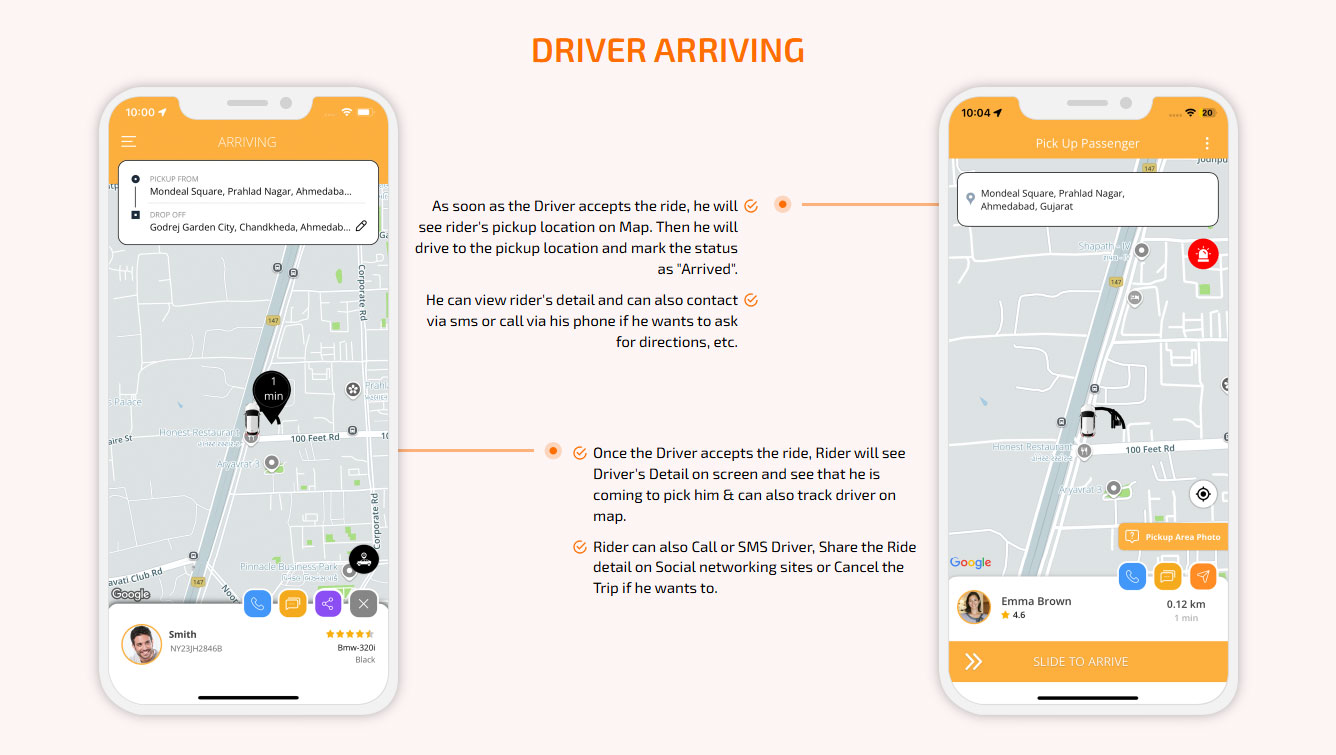 DRIVER ARRIVING
10:00
ARRIVING
PICKUP FROM
Mondeal Square, Prahlad Nagar, Ahmedaba...
DROP OFF
Godrej Garden City, Chandkheda, Ahmedab...
Ga
Corporate Rd
147
1
min
Prahl
s Palace
aire St
Honest Restaurant
100 Feet Rd
10
Aryavrat 3
Corporate Rd
Pinnacle Business Park
avati Club Rd
147
Noor
Google
Smith
NY23JH2846B
Bmw-320i
Black
As soon as the Driver accepts the ride, he will
see rider's pickup location on Map. Then he will
drive to the pickup location and mark the status
as "Arrived".
He can view rider's detail and can also contact
via sms or call via his phone if he wants to ask
for directions, etc.
Once the Driver accepts the ride, Rider will see
Driver's Detail on screen and see that he is
coming to pick him & can also track driver on
map.
Rider can also Call or SMS Driver, Share the Ride
detail on Social networking sites or Cancel the
Trip if he wants to.
10:04
20
Pick Up Passenger
Jodhpu
147
Mondeal Square, Prahlad Nagar,
Ahmedabad, Gujarat
Shapath - IV
147
Honest Restaurant
100 Feet Rd
Aryavrat 3
Pickup Area Photo
Google
Emma Brown
4.6
0.12 km
1 min
SLIDE TO ARRIVE